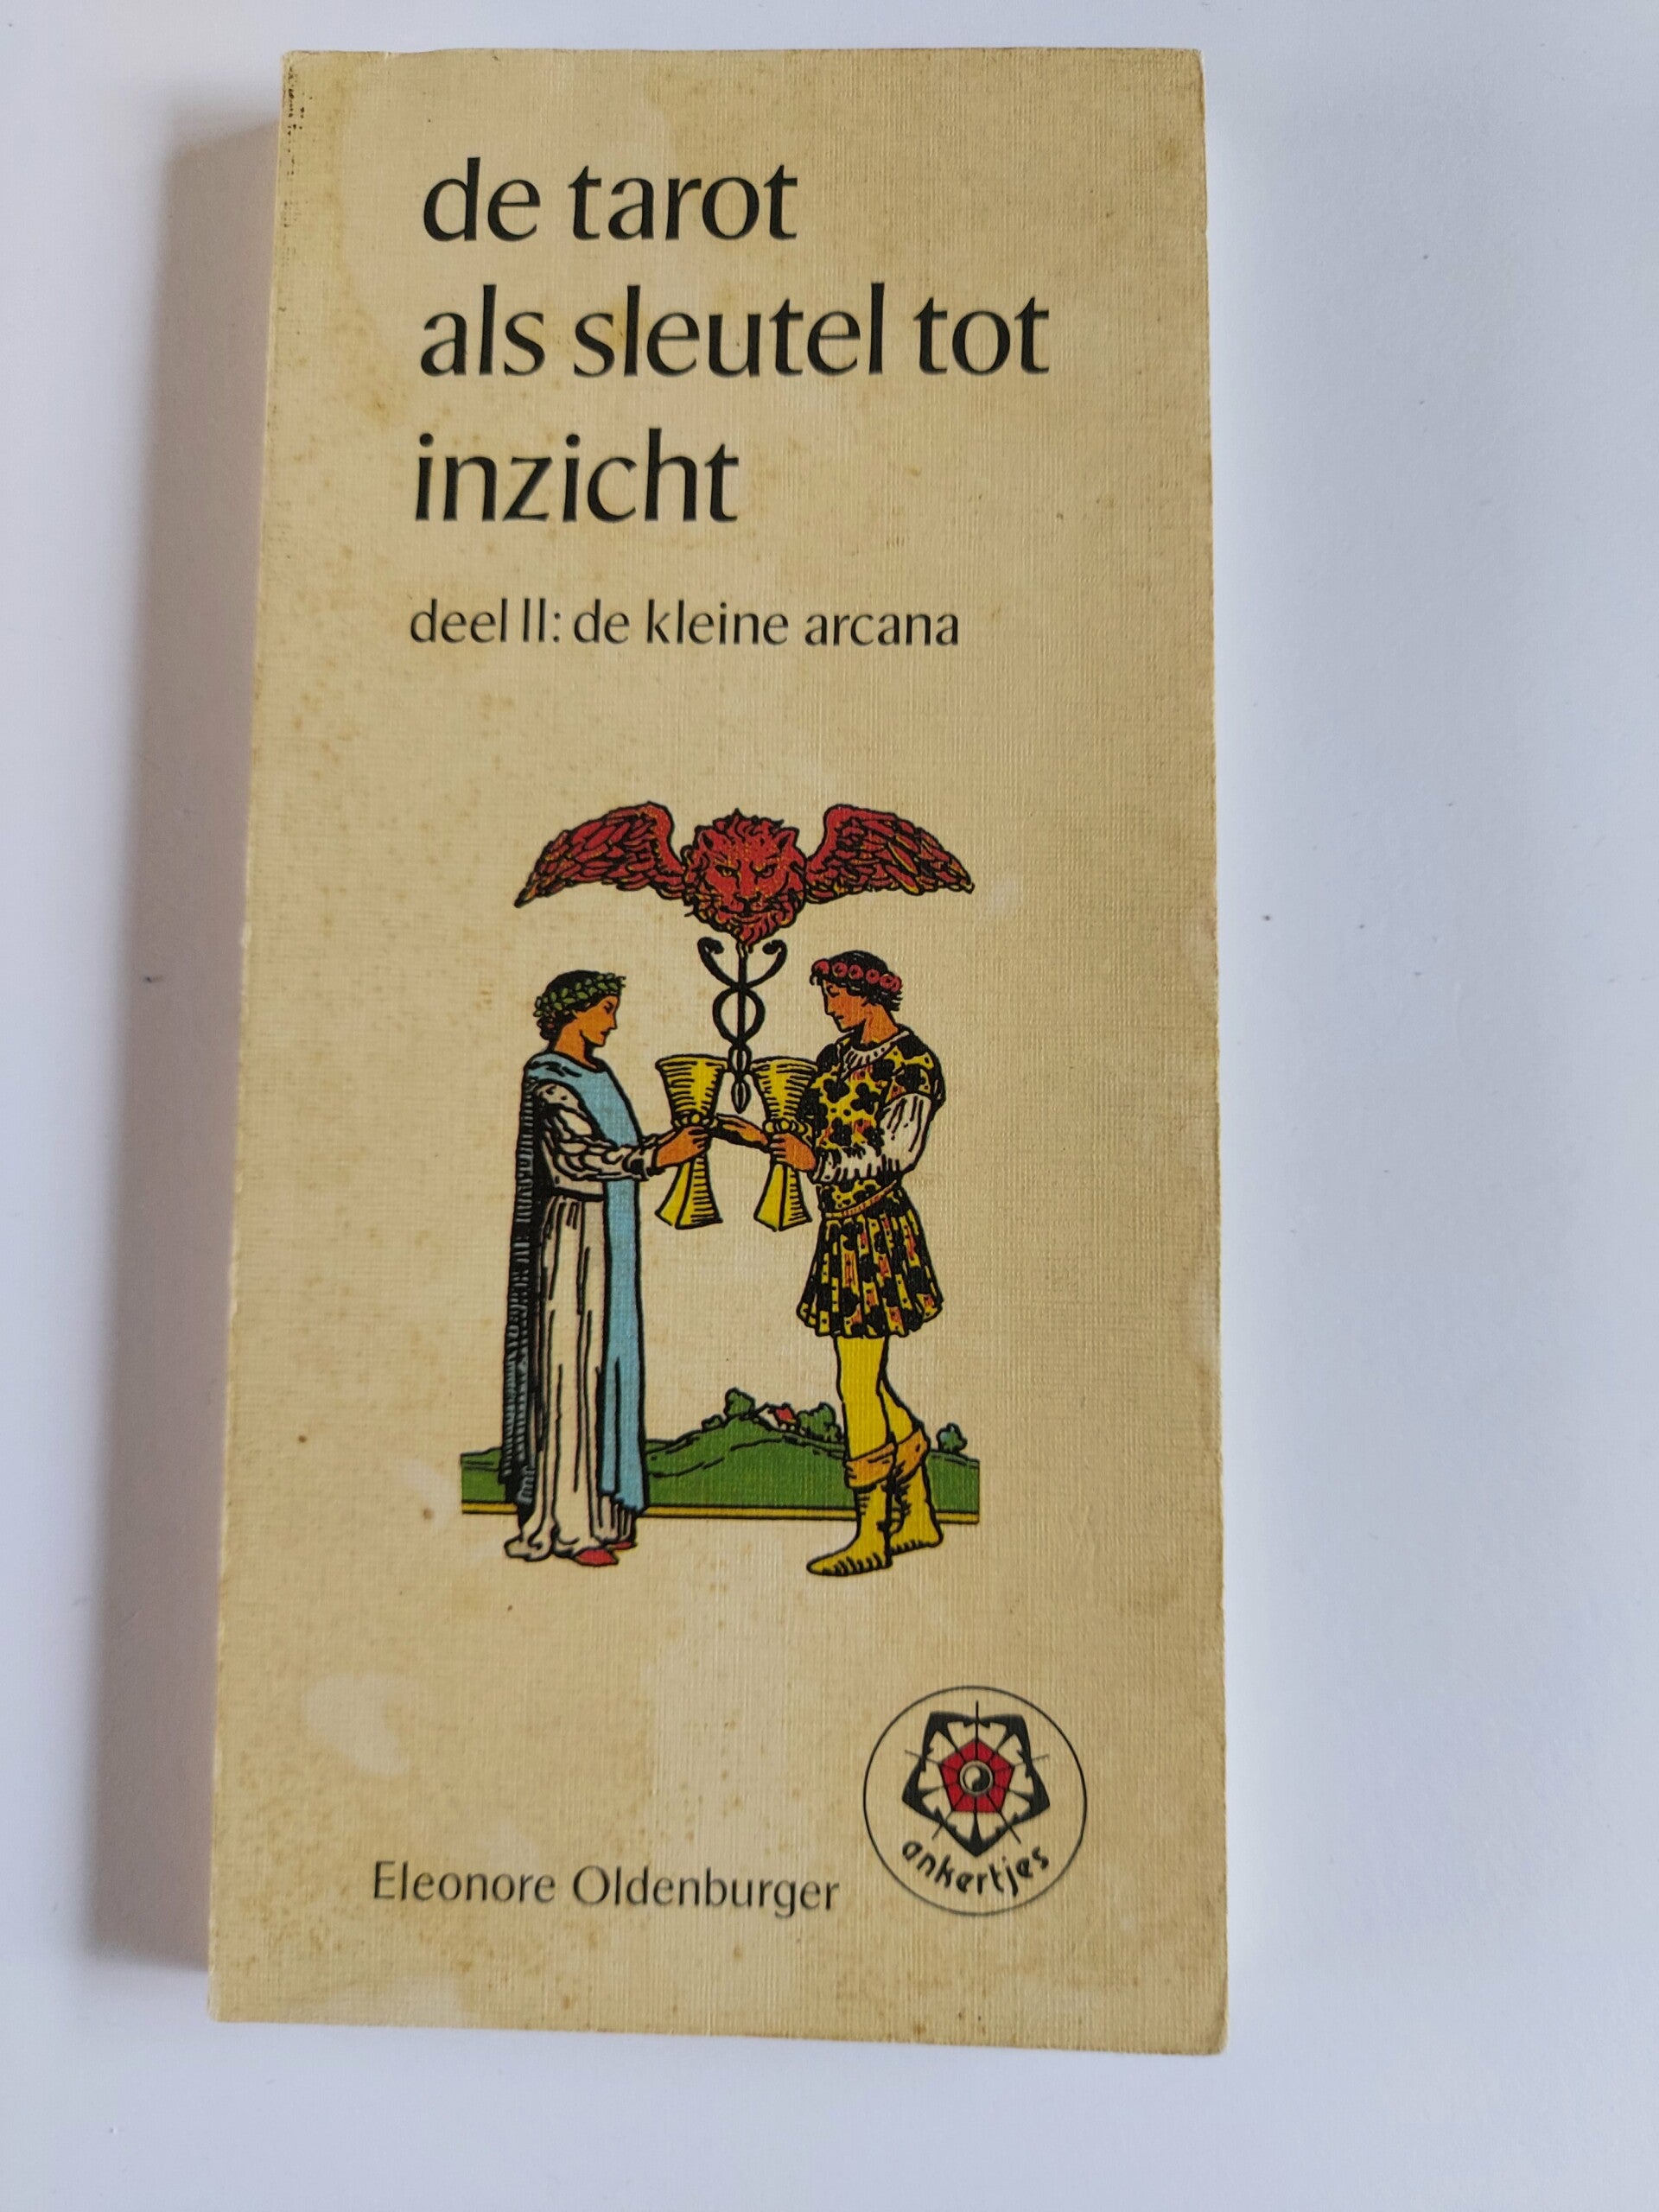 de tarot
als sleutel tot
inzicht
deel II: de kleine arcana
Eleonore Oldenburger
ankertjes